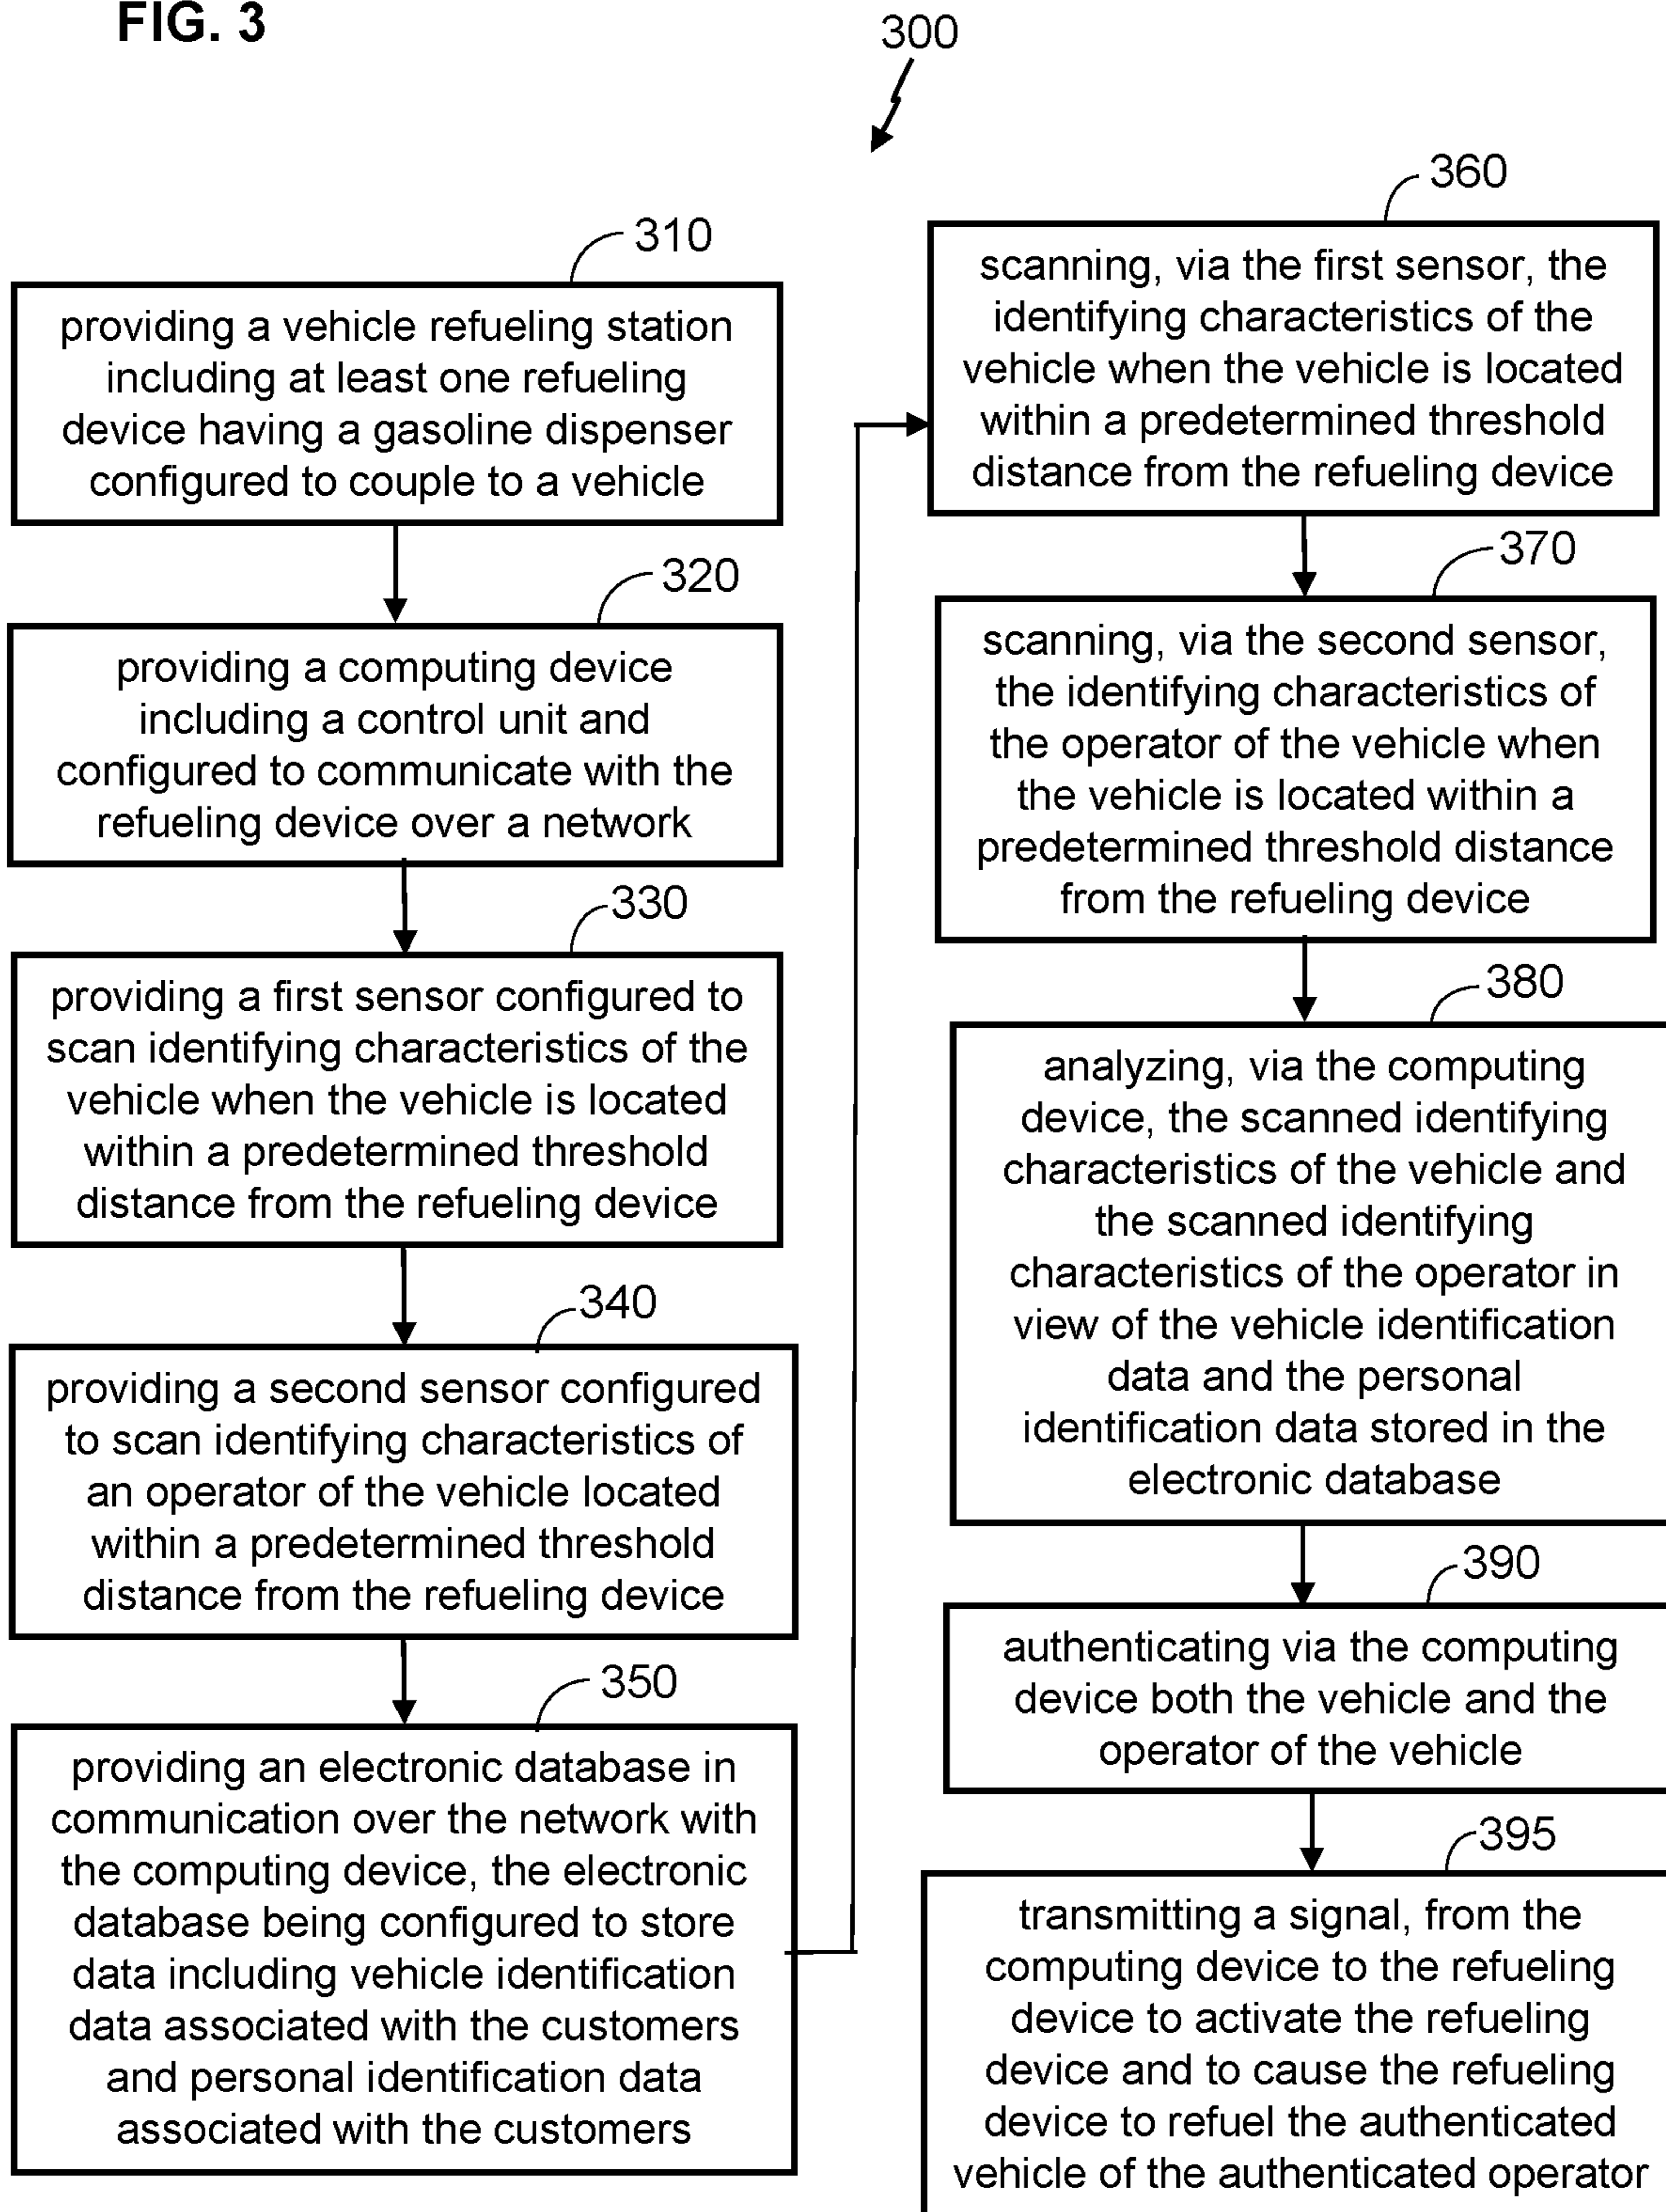 FIG. 3
300
310
providing a vehicle refueling station
including at least one refueling
device having a gasoline dispenser
configured to couple to a vehicle
320
providing a computing device
including a control unit and
configured to communicate with the
refueling device over a network
330
providing a first sensor configured to
scan identifying characteristics of the
vehicle when the vehicle is located
within a predetermined threshold
distance from the refueling device
340
providing a second sensor configured
to scan identifying characteristics of
an operator of the vehicle located
within a predetermined threshold
distance from the refueling device
350
providing an electronic database in
communication over the network with
the computing device, the electronic
database being configured to store
data including vehicle identification
data associated with the customers
and personal identification data
associated with the customers
360
scanning, via the first sensor, the
identifying characteristics of the
vehicle when the vehicle is located
within a predetermined threshold
distance from the refueling device
370
scanning, via the second sensor,
the identifying characteristics of
the operator of the vehicle when
the vehicle is located within a
predetermined threshold distance
from the refueling device
380
analyzing, via the computing
device, the scanned identifying
characteristics of the vehicle and
the scanned identifying
characteristics of the operator in
view of the vehicle identification
data and the personal
identification data stored in the
electronic database
390
authenticating via the computing
device both the vehicle and the
operator of the vehicle
395
transmitting a signal, from the
computing device to the refueling
device to activate the refueling
device and to cause the refueling
device to refuel the authenticated
vehicle of the authenticated operator